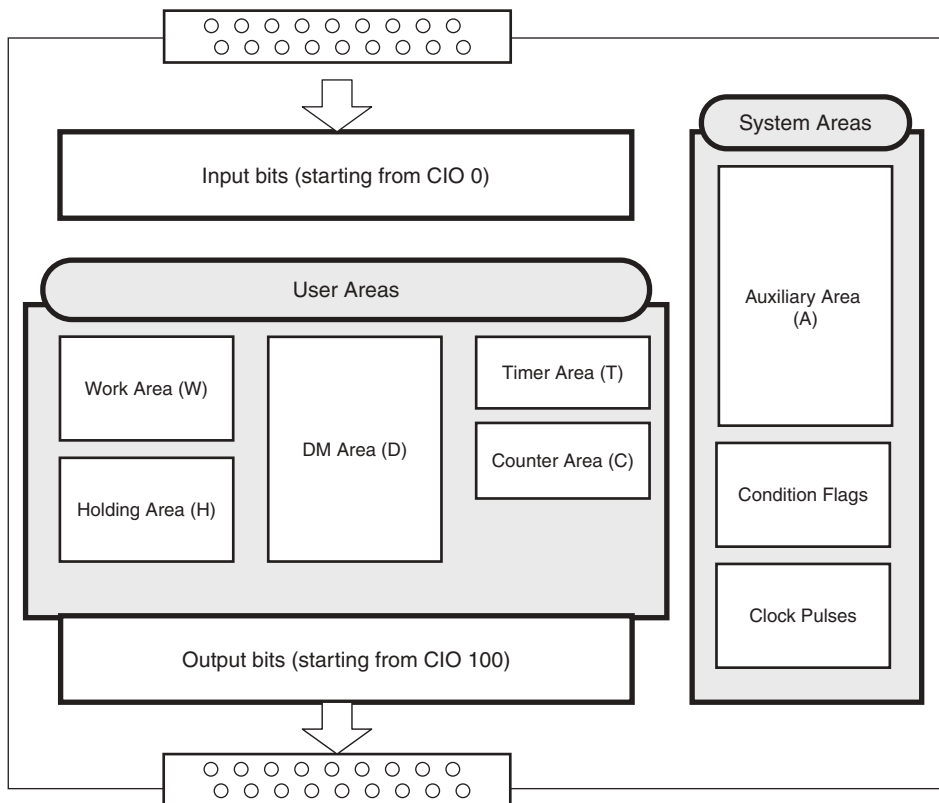 Input bits (starting from CIO 0)
System Areas
Auxiliary Area
(A)
Condition Flags
Clock Pulses
User Areas
Work Area (W)
Holding Area (H)
DM Area (D)
Timer Area (T)
Counter Area (C)
Output bits (starting from CIO 100)